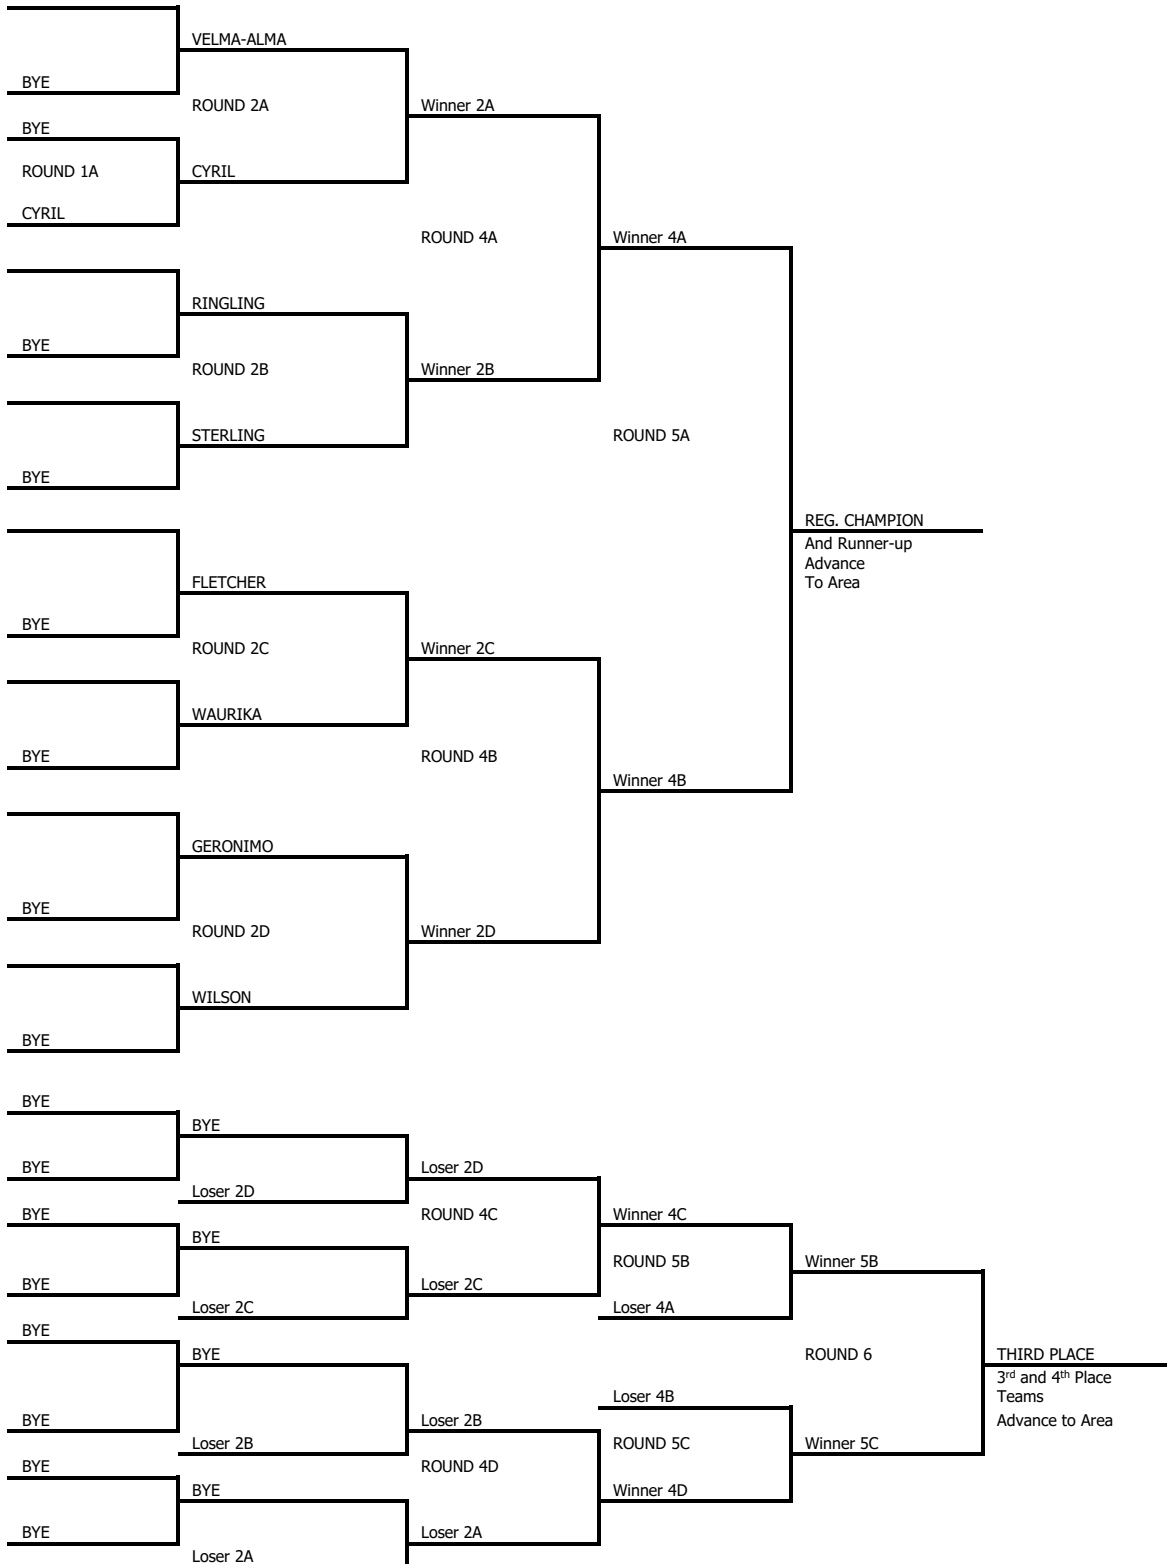 VELMA-ALMA
BYE
ROUND 2A
Winner 2A
BYE
ROUND 1A
CYRIL
CYRIL
ROUND 4A
Winner 4A
RINGLING
BYE
ROUND 2B
Winner 2B
STERLING
ROUND 5A
BYE
REG. CHAMPION
And Runner-up
Advance
To Area
FLETCHER
BYE
ROUND 2C
Winner 2C
WAURIKA
BYE
ROUND 4B
Winner 4B
GERONIMO
BYE
ROUND 2D
Winner 2D
WILSON
BYE
BYE
BYE
BYE
Loser 2D
Loser 2D
BYE
ROUND 4C
Winner 4C
BYE
ROUND 5B
Winner 5B
BYE
Loser 2C
Loser 2C
Loser 4A
BYE
BYE
ROUND 6
THIRD PLACE
3rd and 4th Place
Teams
Advance to Area
Loser 4B
BYE
Loser 2B
Loser 2B
ROUND 5C
Winner 5C
BYE
ROUND 4D
BYE
Winner 4D
BYE
Loser 2A
Loser 2A